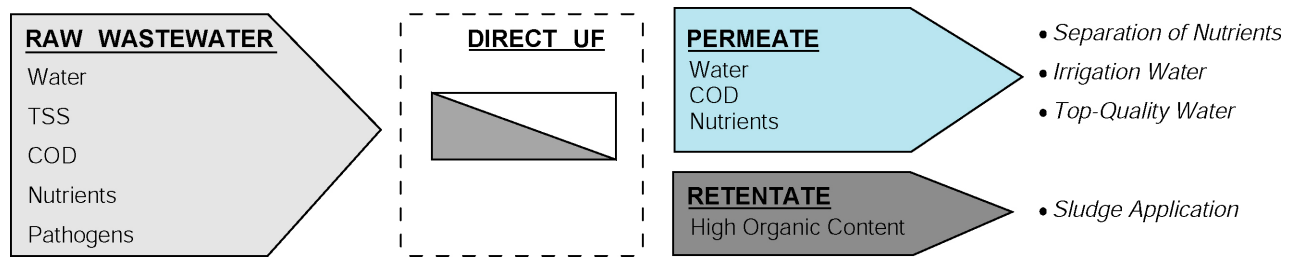 RAW WASTEWATER
Water
TSS
COD
Nutrients
Pathogens
DIRECT UF
PERMEATE
Water
COD
Nutrients
• Separation of Nutrients
• Irrigation Water
• Top-Quality Water
RETENTATE
High Organic Content
• Sludge Application